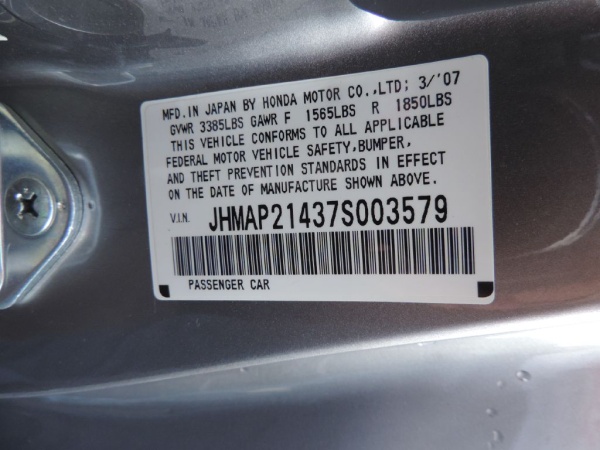 MFD.IN JAPAN BY HONDA MOTOR CO.,LTD; 3/'07
GVWR 3385LBS GAWR F 1565LBS R 1850LBS
THIS VEHICLE CONFORMS TO ALL APPLICABLE
FEDERAL MOTOR VEHICLE SAFETY,BUMPER,
AND THEFT PREVENTION STANDARDS IN EFFECT
ON THE DATE OF MANUFACTURE SHOWN ABOVE.
V.I.N. JHMAP21437S003579
PASSENGER CAR